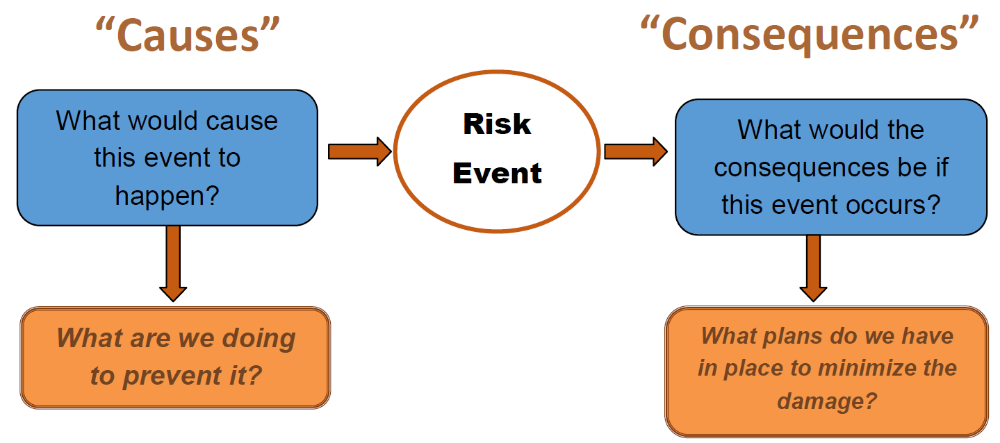 “Causes”
“Consequences”
What would cause
this event to
happen?
Risk
Event
What would the
consequences be if
this event occurs?
What are we doing
to prevent it?
What plans do we have
in place to minimize the
damage?